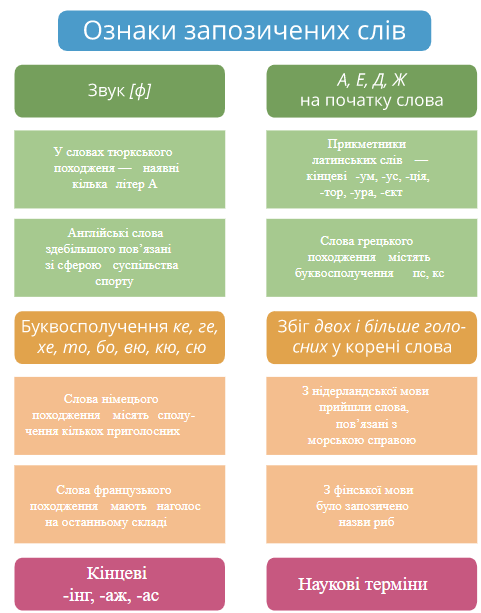 Ознаки запозичених слів
Звук [ф]
А, Е, Д, Ж
на початку слова
У словах тюркського
походженя — наявні
кілька літер А
Прикметники
латинських слів —
кінцеві -ум, -ус, -ція,
-тор, -ура, -єкт
Англійські слова
здебільшого пов’язані
зі сферою суспільства
спорту
Слова грецького
походження містять
буквосполучення пс, кс
Буквосполучення ке, ге,
хе, то, бо, вю, кю, сю
Збіг двох і більше голо-
сних у корені слова
Слова німецього
походження місять сполу-
чення кількох приголосних
З нідерландської мови
прийшли слова,
пов’язані з
морською справою
Слова французького
походження мають наголос
на останньому складі
З фінської мови
було запозичено
назви риб
Кінцеві
-інг, -аж, -ас
Наукові терміни